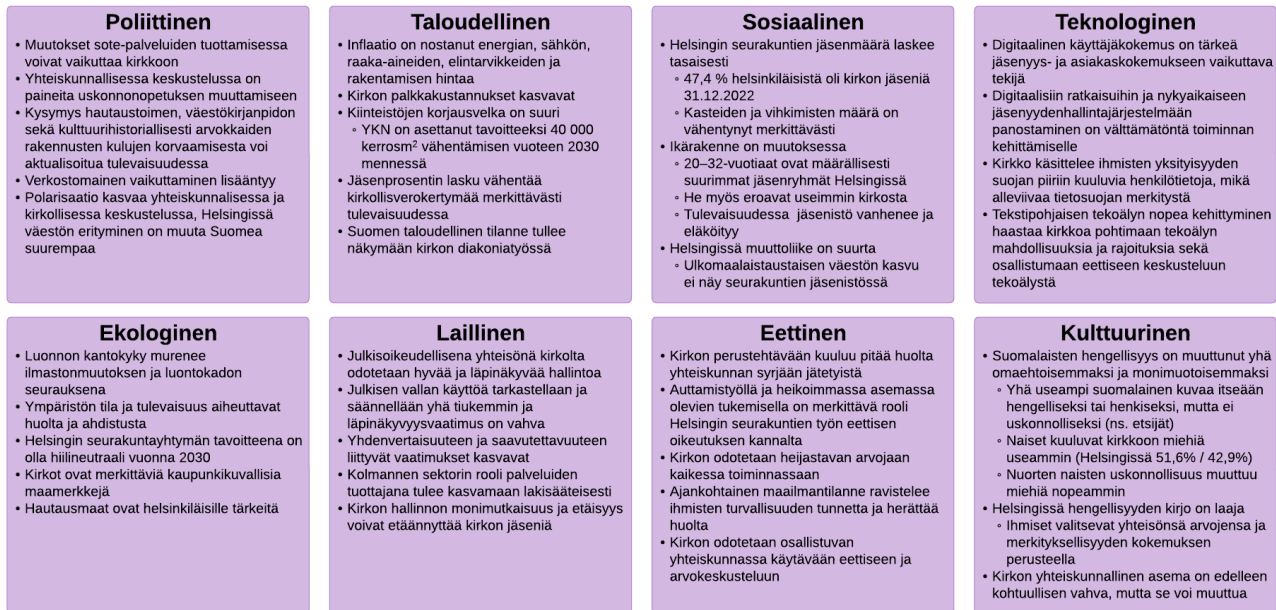 Poliittinen
• Muutokset sote-palveluiden tuottamisessa
voivat vaikuttaa kirkkoon
• Yhteiskunnallisessa keskustelussa on
paineita uskonnonopetuksen muuttamiseen
• Kysymys hautaustoimen, väestökirjanpidon
sekä kulttuurihistoriallisesti arvokkaiden
rakennusten kulujen korvaamisesta voi
aktualisoitua tulevaisuudessa
• Verkostomainen vaikuttaminen lisääntyy
• Polarisaatio kasvaa yhteiskunnalisessa ja
kirkollisessa keskustelussa, Helsingissä
väestön erityminen on muuta Suomea
suurempaa
Taloudellinen
• Inflaatio on nostanut energian, sähkön,
raaka-aineiden, elintarvikkeiden ja
rakentamisen hintaa
• Kirkon palkkakustannukset kasvavat
• Kiinteistöjen korjausvelka on suuri
◦ YKN on asettanut tavoitteeksi 40 000
kerrosm² vähentämisen vuoteen 2030
mennessä
• Jäsenprosentin lasku vähentää
kirkollisverokertymää merkittävästi
tulevaisuudessa
• Suomen taloudellinen tilanne tullee
näkymään kirkon diakoniatyössä
Sosiaalinen
• Helsingin seurakuntien jäsenmäärä laskee
tasaisesti
◦ 47,4 % helsinkiläisistä oli kirkon jäseniä
31.12.2022
◦ Kasteiden ja vihkimisten määrä on
vähentynyt merkittävästi
• Ikärakenne on muutoksessa
◦ 20–32-vuotiaat ovat määrällisesti
suurimmat jäsenryhmät Helsingissä
◦ He myös eroavat useimmin kirkosta
◦ Tulevaisuudessa jäsenistö vanhenee ja
eläköityy
• Helsingissä muuttoliike on suurta
◦ Ulkomaalaistaustaisen väestön kasvu
ei näy seurakuntien jäsenistössä
Teknologinen
• Digitaalinen käyttäjäkokemus on tärkeä
jäsenyys- ja asiakaskokemukseen vaikuttava
tekijä
• Digitaalisiin ratkaisuihin ja nykyaikaiseen
jäsenyydenhallintajärjestelmään
panostaminen on välttämätöntä toiminnan
kehittämiselle
• Kirkko käsittelee ihmisten yksityisyyden
suojan piiriin kuuluvia henkilötietoja, mikä
alleviivaa tietosuojan merkitystä
• Tekstipohjaisen tekoälyn nopea kehittyminen
haastaa kirkkoa pohtimaan tekoälyn
mahdollisuuksia ja rajoituksia sekä
osallistumaan eettiseen keskusteluun
tekoälystä
Ekologinen
• Luonnon kantokyky murenee
ilmastonmuutoksen ja luontokadon
seurauksena
• Ympäristön tila ja tulevaisuus aiheuttavat
huolta ja ahdistusta
• Helsingin seurakuntayhtymän tavoitteena on
olla hiilineutraali vuonna 2030
• Kirkot ovat merkittäviä kaupunkikuvallisia
maamerkkejä
• Hautausmaat ovat helsinkiläisille tärkeitä
Laillinen
• Julkisoikeudellisena yhteisönä kirkolta
odotetaan hyvää ja läpinäkyvää hallintoa
• Julkisen vallan käyttöä tarkastellaan ja
säännellään yhä tiukemmin ja
läpinäkyvyysvaatimus on vahva
• Yhdenvertaisuuteen ja saavutettavuuteen
liittyvät vaatimukset kasvavat
• Kolmannen sektorin rooli palveluiden
tuottajana tulee kasvamaan lakisääteisesti
• Kirkon hallinnon monimutkaisuus ja etäisyys
voivat etäännyttää kirkon jäseniä
Eettinen
• Kirkon perustehtävään kuuluu pitää huolta
yhteiskunnan syrjään jätetyistä
• Auttamistyöllä ja heikoimmassa asemassa
olevien tukemisella on merkittävä rooli
Helsingin seurakuntien työn eettisen
oikeutuksen kannalta
• Kirkon odotetaan heijastavan arvojaan
kaikessa toiminnassaan
• Ajankohtainen maailmantilanne ravistelee
ihmisten turvallisuuden tunnetta ja herättää
huolta
• Kirkon odotetaan osallistuvan
yhteiskunnassa käytävään eettiseen ja
arvokeskusteluun
Kulttuurinen
• Suomalaisten hengellisyys on muuttunut yhä
omaehtoisemmaksi ja monimuotoisemmaksi
◦ Yhä useampi suomalainen kuvaa itseään
hengelliseksi tai henkiseksi, mutta ei
uskonnolliseksi (ns. etsijät)
◦ Naiset kuuluvat kirkkoon miehiä
useammin (Helsingissä 51,6% / 42,9%)
◦ Nuorten naisten uskonnollisuus muuttuu
miehiä nopeammin
• Helsingissä hengellisyyden kirjo on laaja
◦ Ihmiset valitsevat yhteisönsä arvojensa ja
merkityksellisyyden kokemuksen
perusteella
• Kirkon yhteiskunnallinen asema on edelleen
kohtuullisen vahva, mutta se voi muuttua